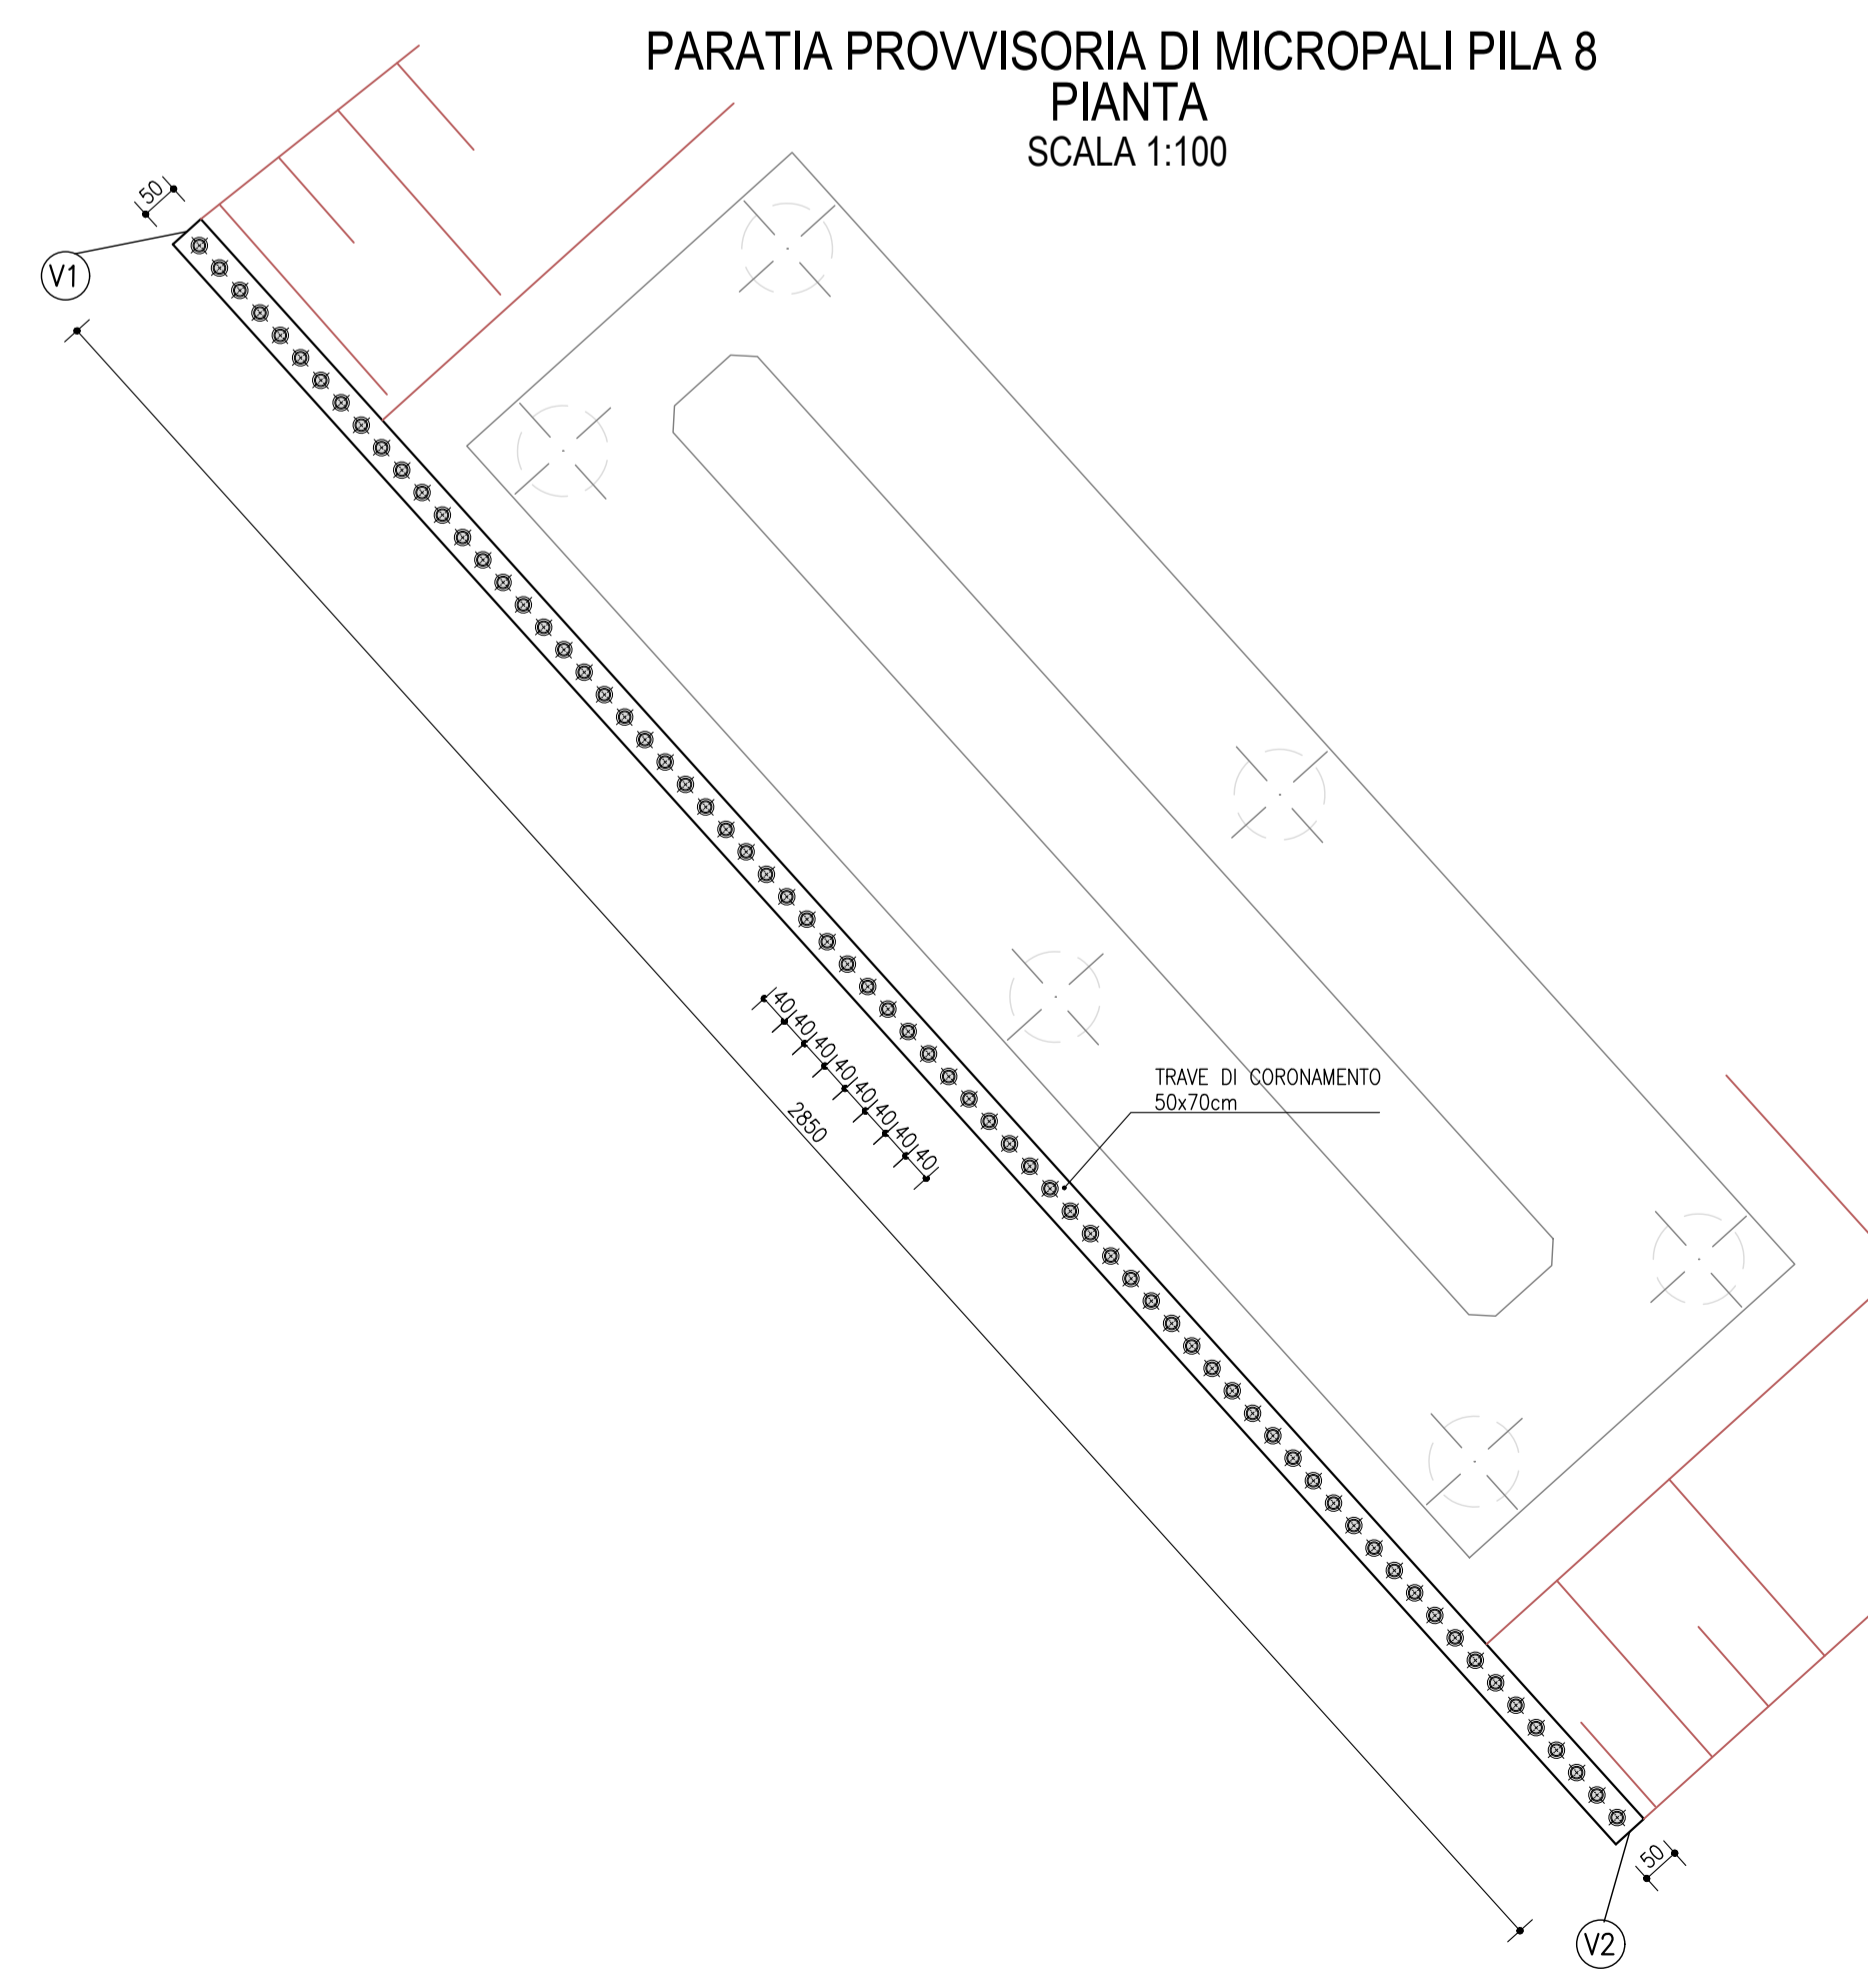 PARATIA PROVVISORIA DI MICROPALI PILA 8
PIANTA
SCALA 1:100
50
V1
40 40 40 40 40 40 40 40
2850
TRAVE DI CORONAMENTO
50x70cm
50
V2